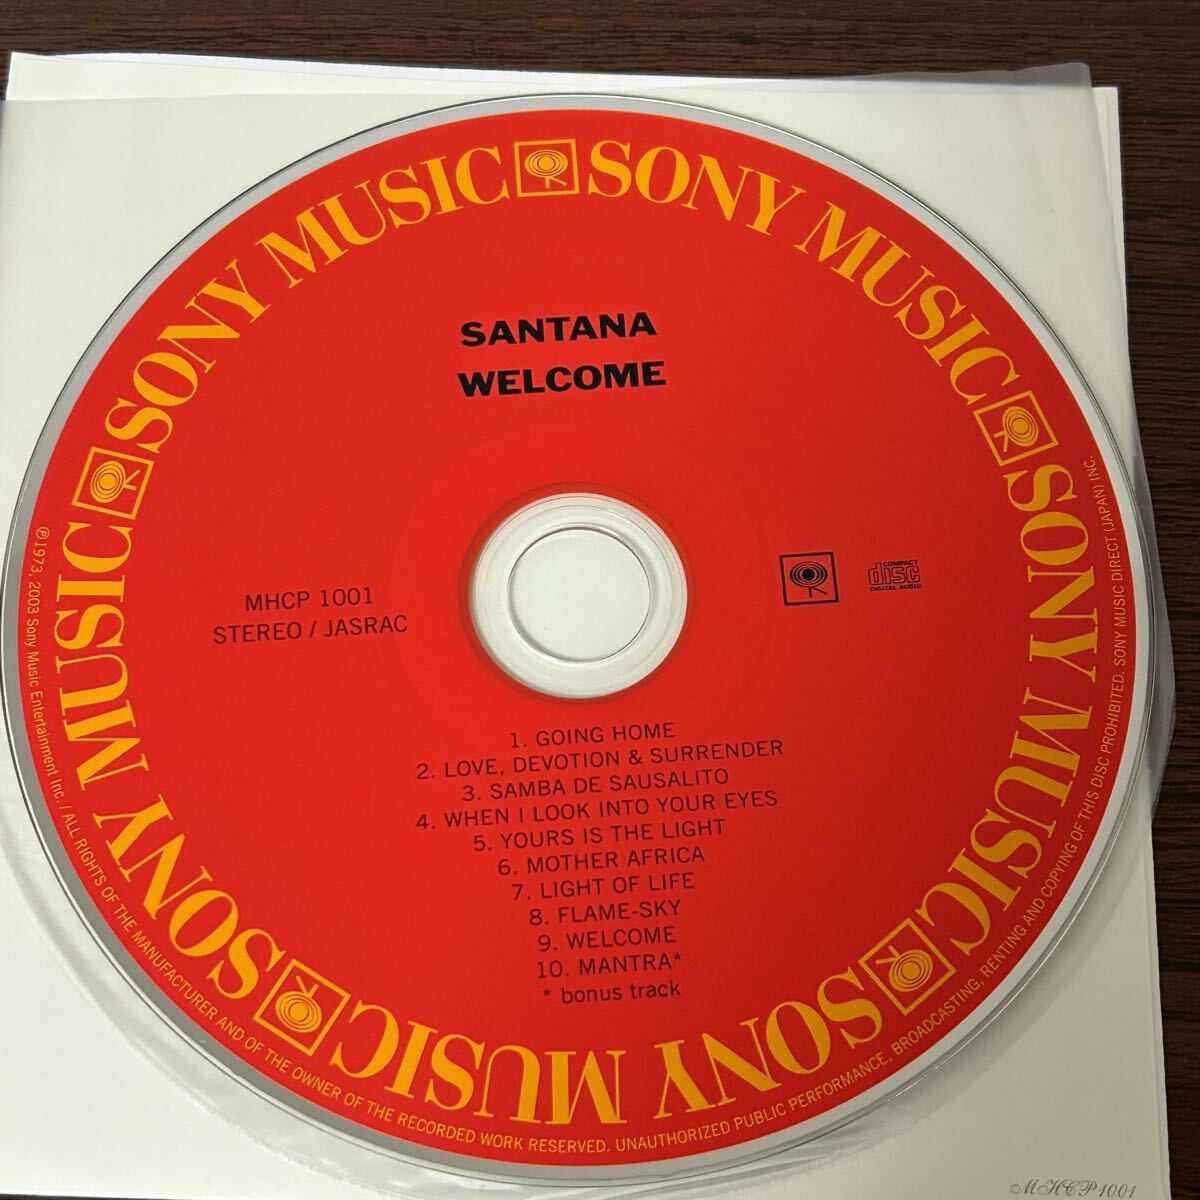 SONY MUSIC SONY MUSIC SONY MUSIC SONY MUSIC SONY MUSIC
SANTANA
WELCOME
MHCP 1001
STEREO / JASRAC
COMPACT
disc
DIGITAL AUDIO
1. GOING HOME
2. LOVE, DEVOTION & SURRENDER
3. SAMBA DE SAUSALITO
4. WHEN I LOOK INTO YOUR EYES
5. YOURS IS THE LIGHT
6. MOTHER AFRICA
7. LIGHT OF LIFE
8. FLAME-SKY
9. WELCOME
10. MANTRA*
* bonus track
℗1973, 2003 Sony Music Entertainment Inc. / ALL RIGHTS OF THE MANUFACTURER AND OF THE OWNER OF THE RECORDED WORK RESERVED. UNAUTHORIZED PUBLIC PERFORMANCE, BROADCASTING, RENTING AND COPYING OF THIS DISC PROHIBITED. SONY MUSIC DIRECT (JAPAN) INC.
MHCP1001